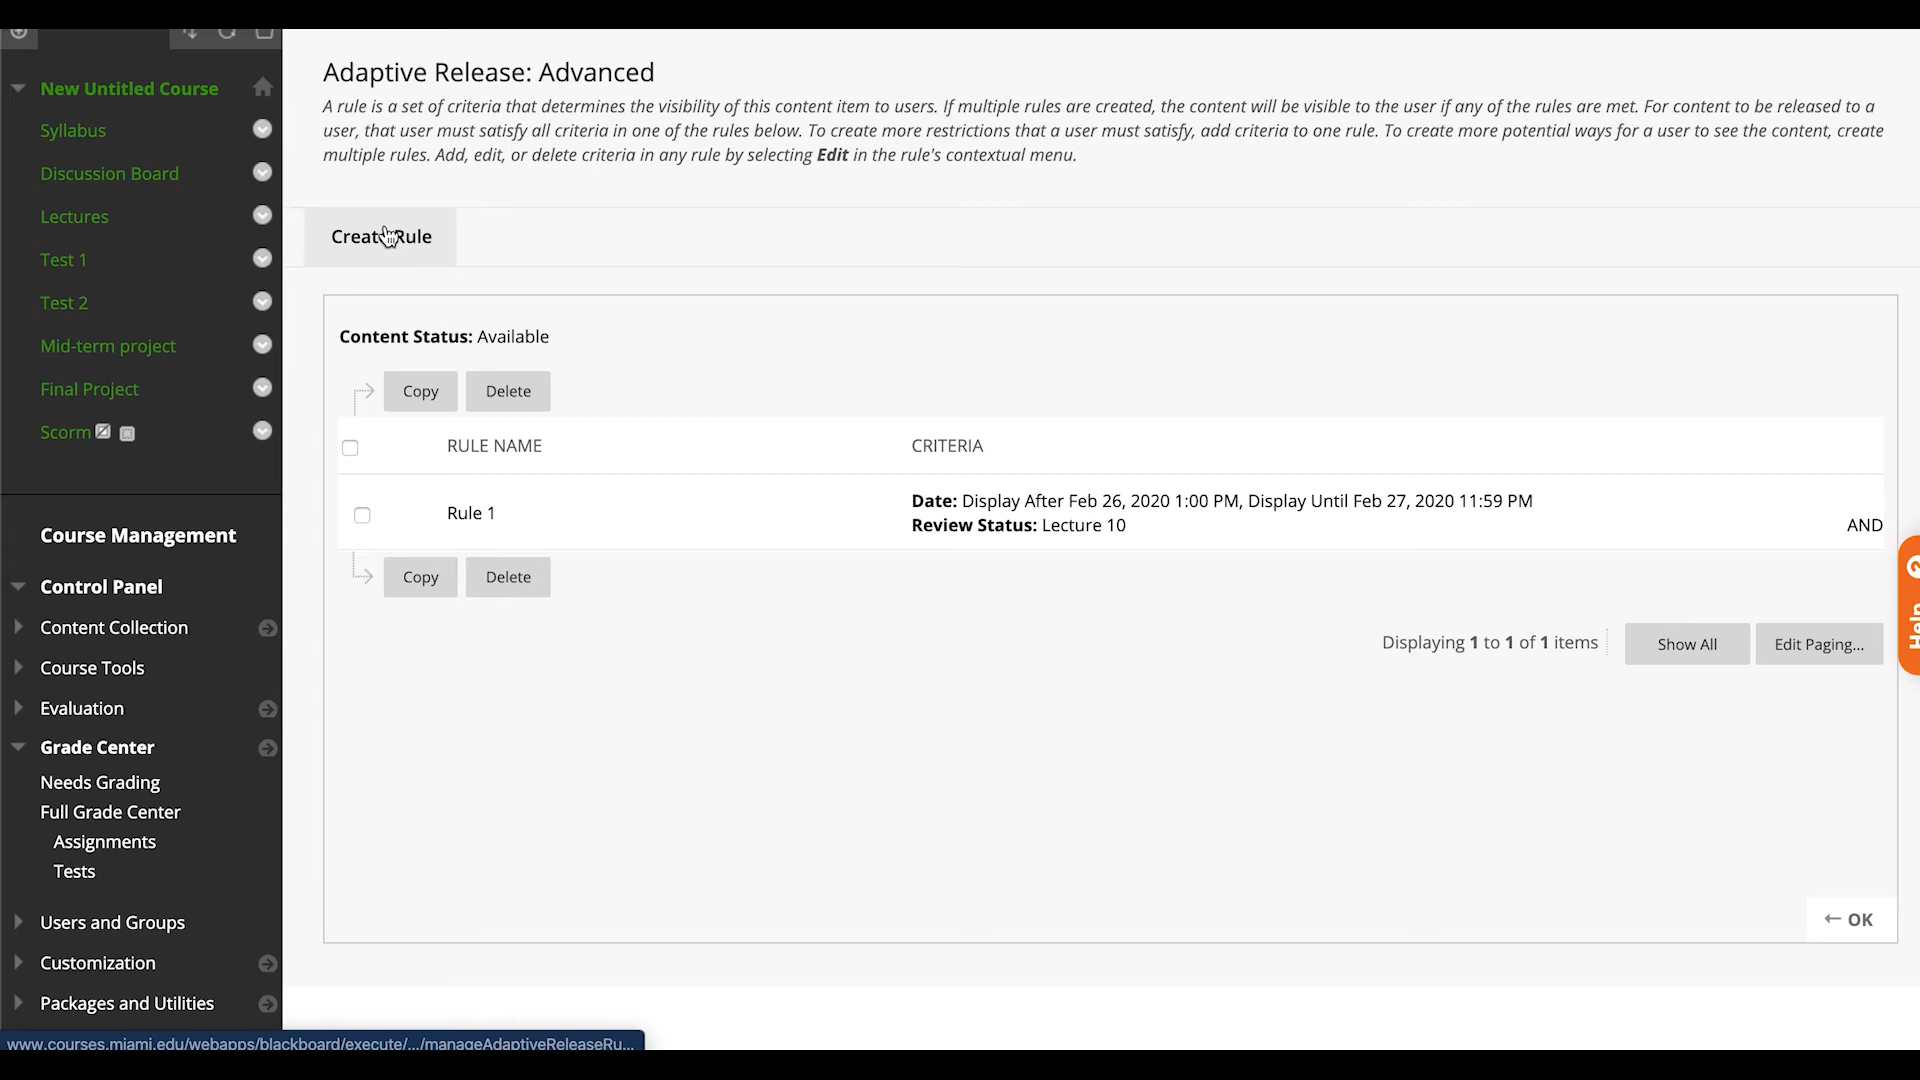 New Untitled Course
Syllabus
Discussion Board
Lectures
Test 1
Test 2
Mid-term project
Final Project
Scorm
Course Management
Control Panel
Content Collection
Course Tools
Evaluation
Grade Center
Needs Grading
Full Grade Center
Assignments
Tests
Users and Groups
Customization
Packages and Utilities
www.courses.miami.edu/webapps/blackboard/execute/.../manageAdaptiveReleaseRu...
Adaptive Release: Advanced
A rule is a set of criteria that determines the visibility of this content item to users. If multiple rules are created, the content will be visible to the user if any of the rules are met. For content to be released to a
user, that user must satisfy all criteria in one of the rules below. To create more restrictions that a user must satisfy, add criteria to one rule. To create more potential ways for a user to see the content, create
multiple rules. Add, edit, or delete criteria in any rule by selecting Edit in the rule's contextual menu.
Create Rule
Content Status: Available
Copy Delete
RULE NAME CRITERIA
Rule 1
Date: Display After Feb 26, 2020 1:00 PM, Display Until Feb 27, 2020 11:59 PM
Review Status: Lecture 10 AND
Copy Delete
Displaying 1 to 1 of 1 items Show All Edit Paging...
← OK
Help